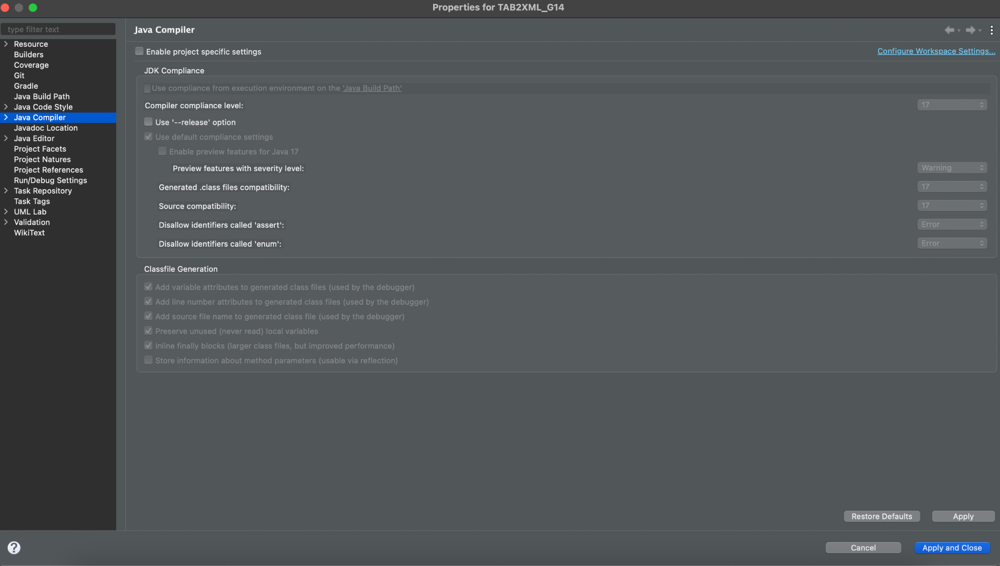 Properties for TAB2XML_G14
type filter text
Resource
Builders
Coverage
Git
Gradle
Java Build Path
Java Code Style
Java Compiler
Javadoc Location
Java Editor
Project Facets
Project Natures
Project References
Run/Debug Settings
Task Repository
Task Tags
UML Lab
Validation
WikiText
Java Compiler
Enable project specific settings
Configure Workspace Settings...
JDK Compliance
Use compliance from execution environment on the 'Java Build Path'
Compiler compliance level: 17
Use '--release' option
Use default compliance settings
Enable preview features for Java 17
Preview features with severity level: Warning
Generated .class files compatibility: 17
Source compatibility: 17
Disallow identifiers called 'assert': Error
Disallow identifiers called 'enum': Error
Classfile Generation
Add variable attributes to generated class files (used by the debugger)
Add line number attributes to generated class files (used by the debugger)
Add source file name to generated class file (used by the debugger)
Preserve unused (never read) local variables
Inline finally blocks (larger class files, but improved performance)
Store information about method parameters (usable via reflection)
Restore Defaults Apply
? Cancel Apply and Close